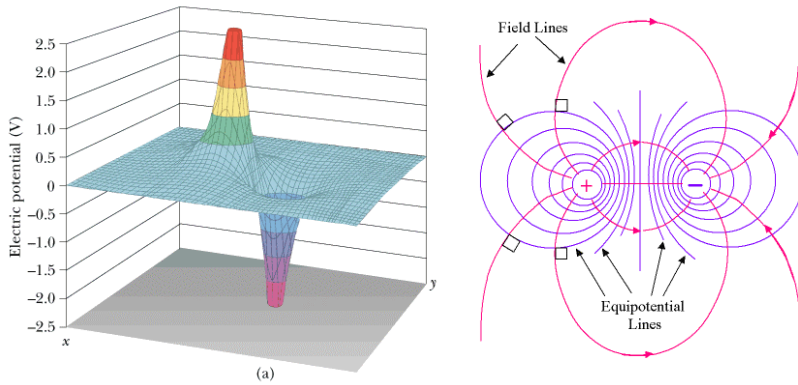 Electric potential (V)
2.5
2.0
1.5
1.0
0.5
0
−0.5
−1.0
−1.5
−2.0
−2.5
x
y
(a)
Field Lines
+
−
Equipotential
Lines